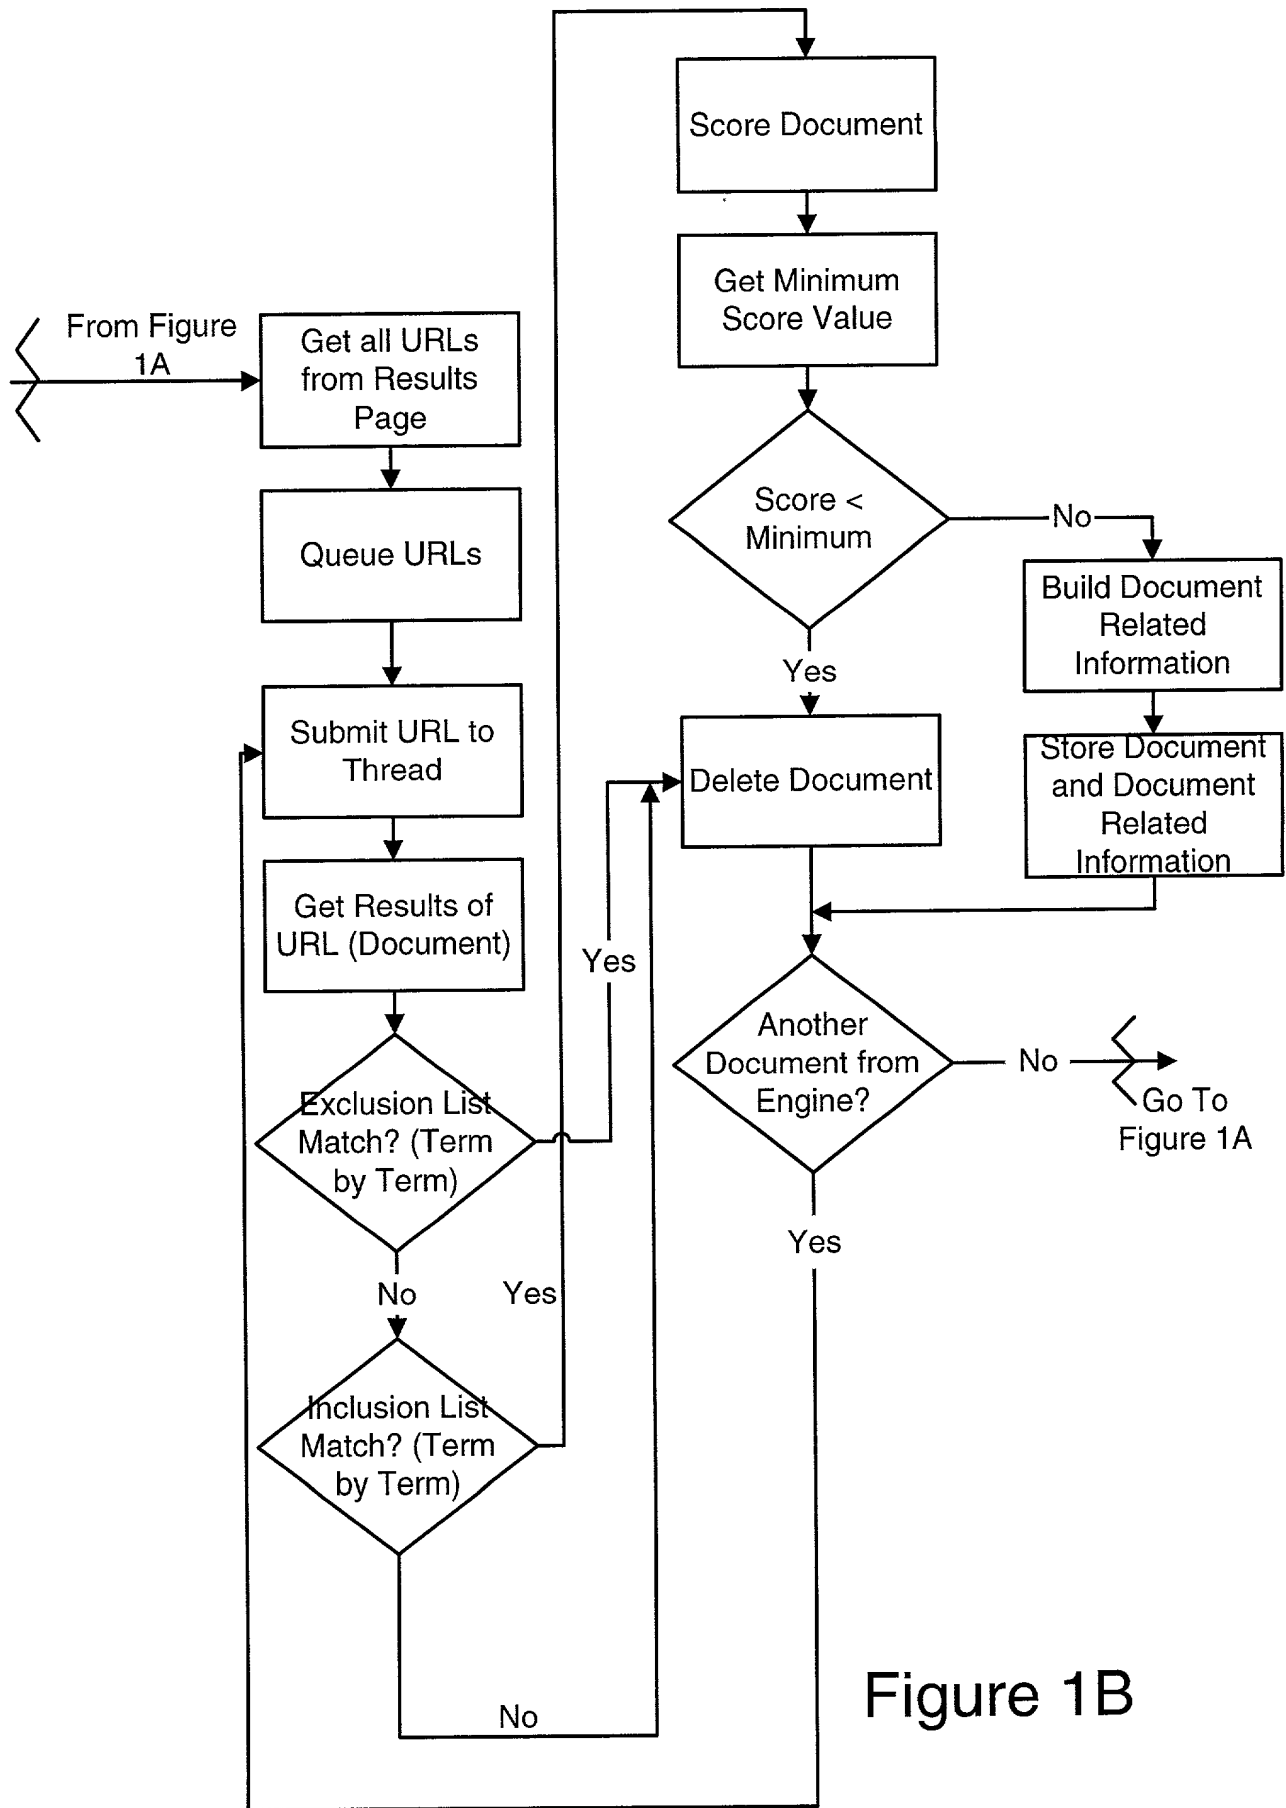 From Figure
1A
Get all URLs
from Results
Page
Queue URLs
Submit URL to
Thread
Get Results of
URL (Document)
Exclusion List
Match? (Term
by Term)
Yes
No
Inclusion List
Match? (Term
by Term)
Yes
No
Score Document
Get Minimum
Score Value
Score <
Minimum
No
Yes
Build Document
Related
Information
Store Document
and Document
Related
Information
Delete Document
Another
Document from
Engine?
No
Go To
Figure 1A
Yes
Figure 1B